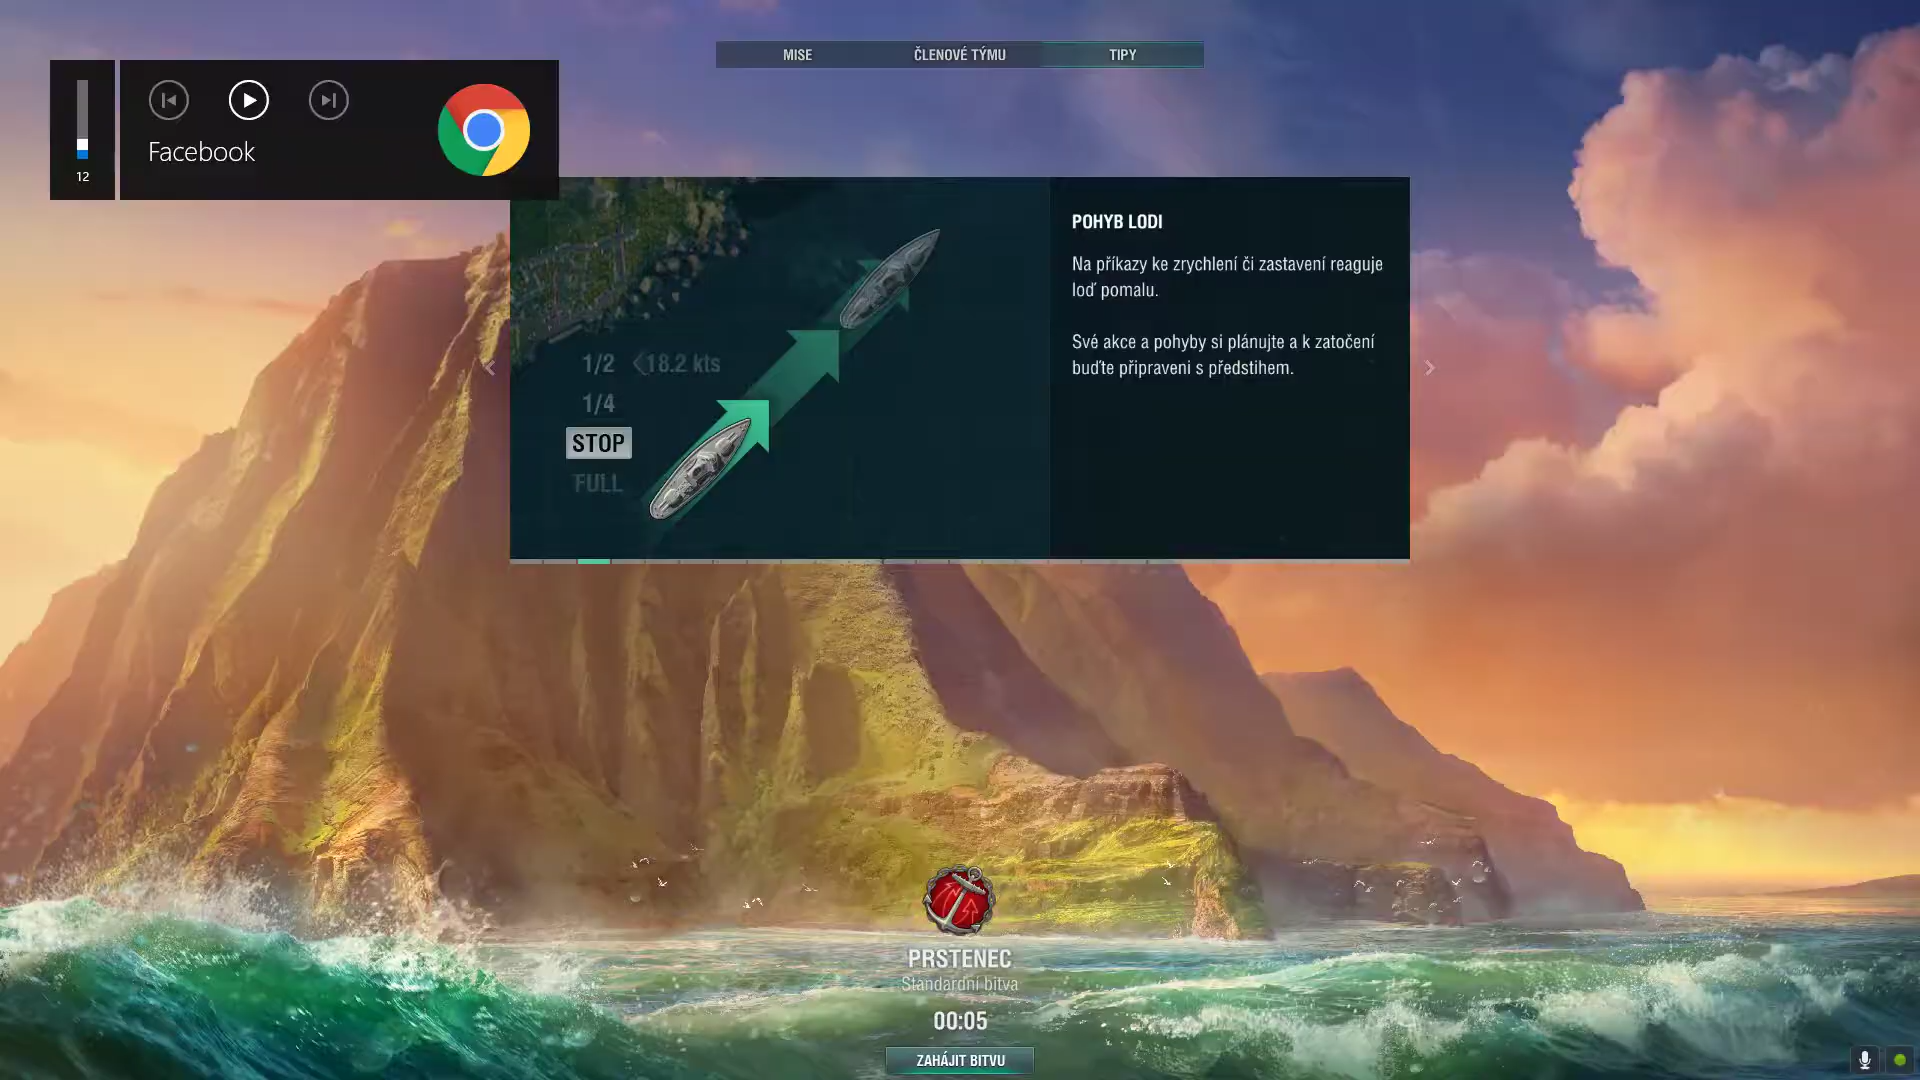 MISE
ČLENOVÉ TÝMU
TIPY
Facebook
12
POHYB LODI
Na příkazy ke zrychlení či zastavení reaguje
loď pomalu.
Své akce a pohyby si plánujte a k zatočení
buďte připraveni s předstihem.
1/2
18.2 kts
1/4
STOP
FULL
PRSTENEC
Standardní bitva
00:05
ZAHÁJIT BITVU